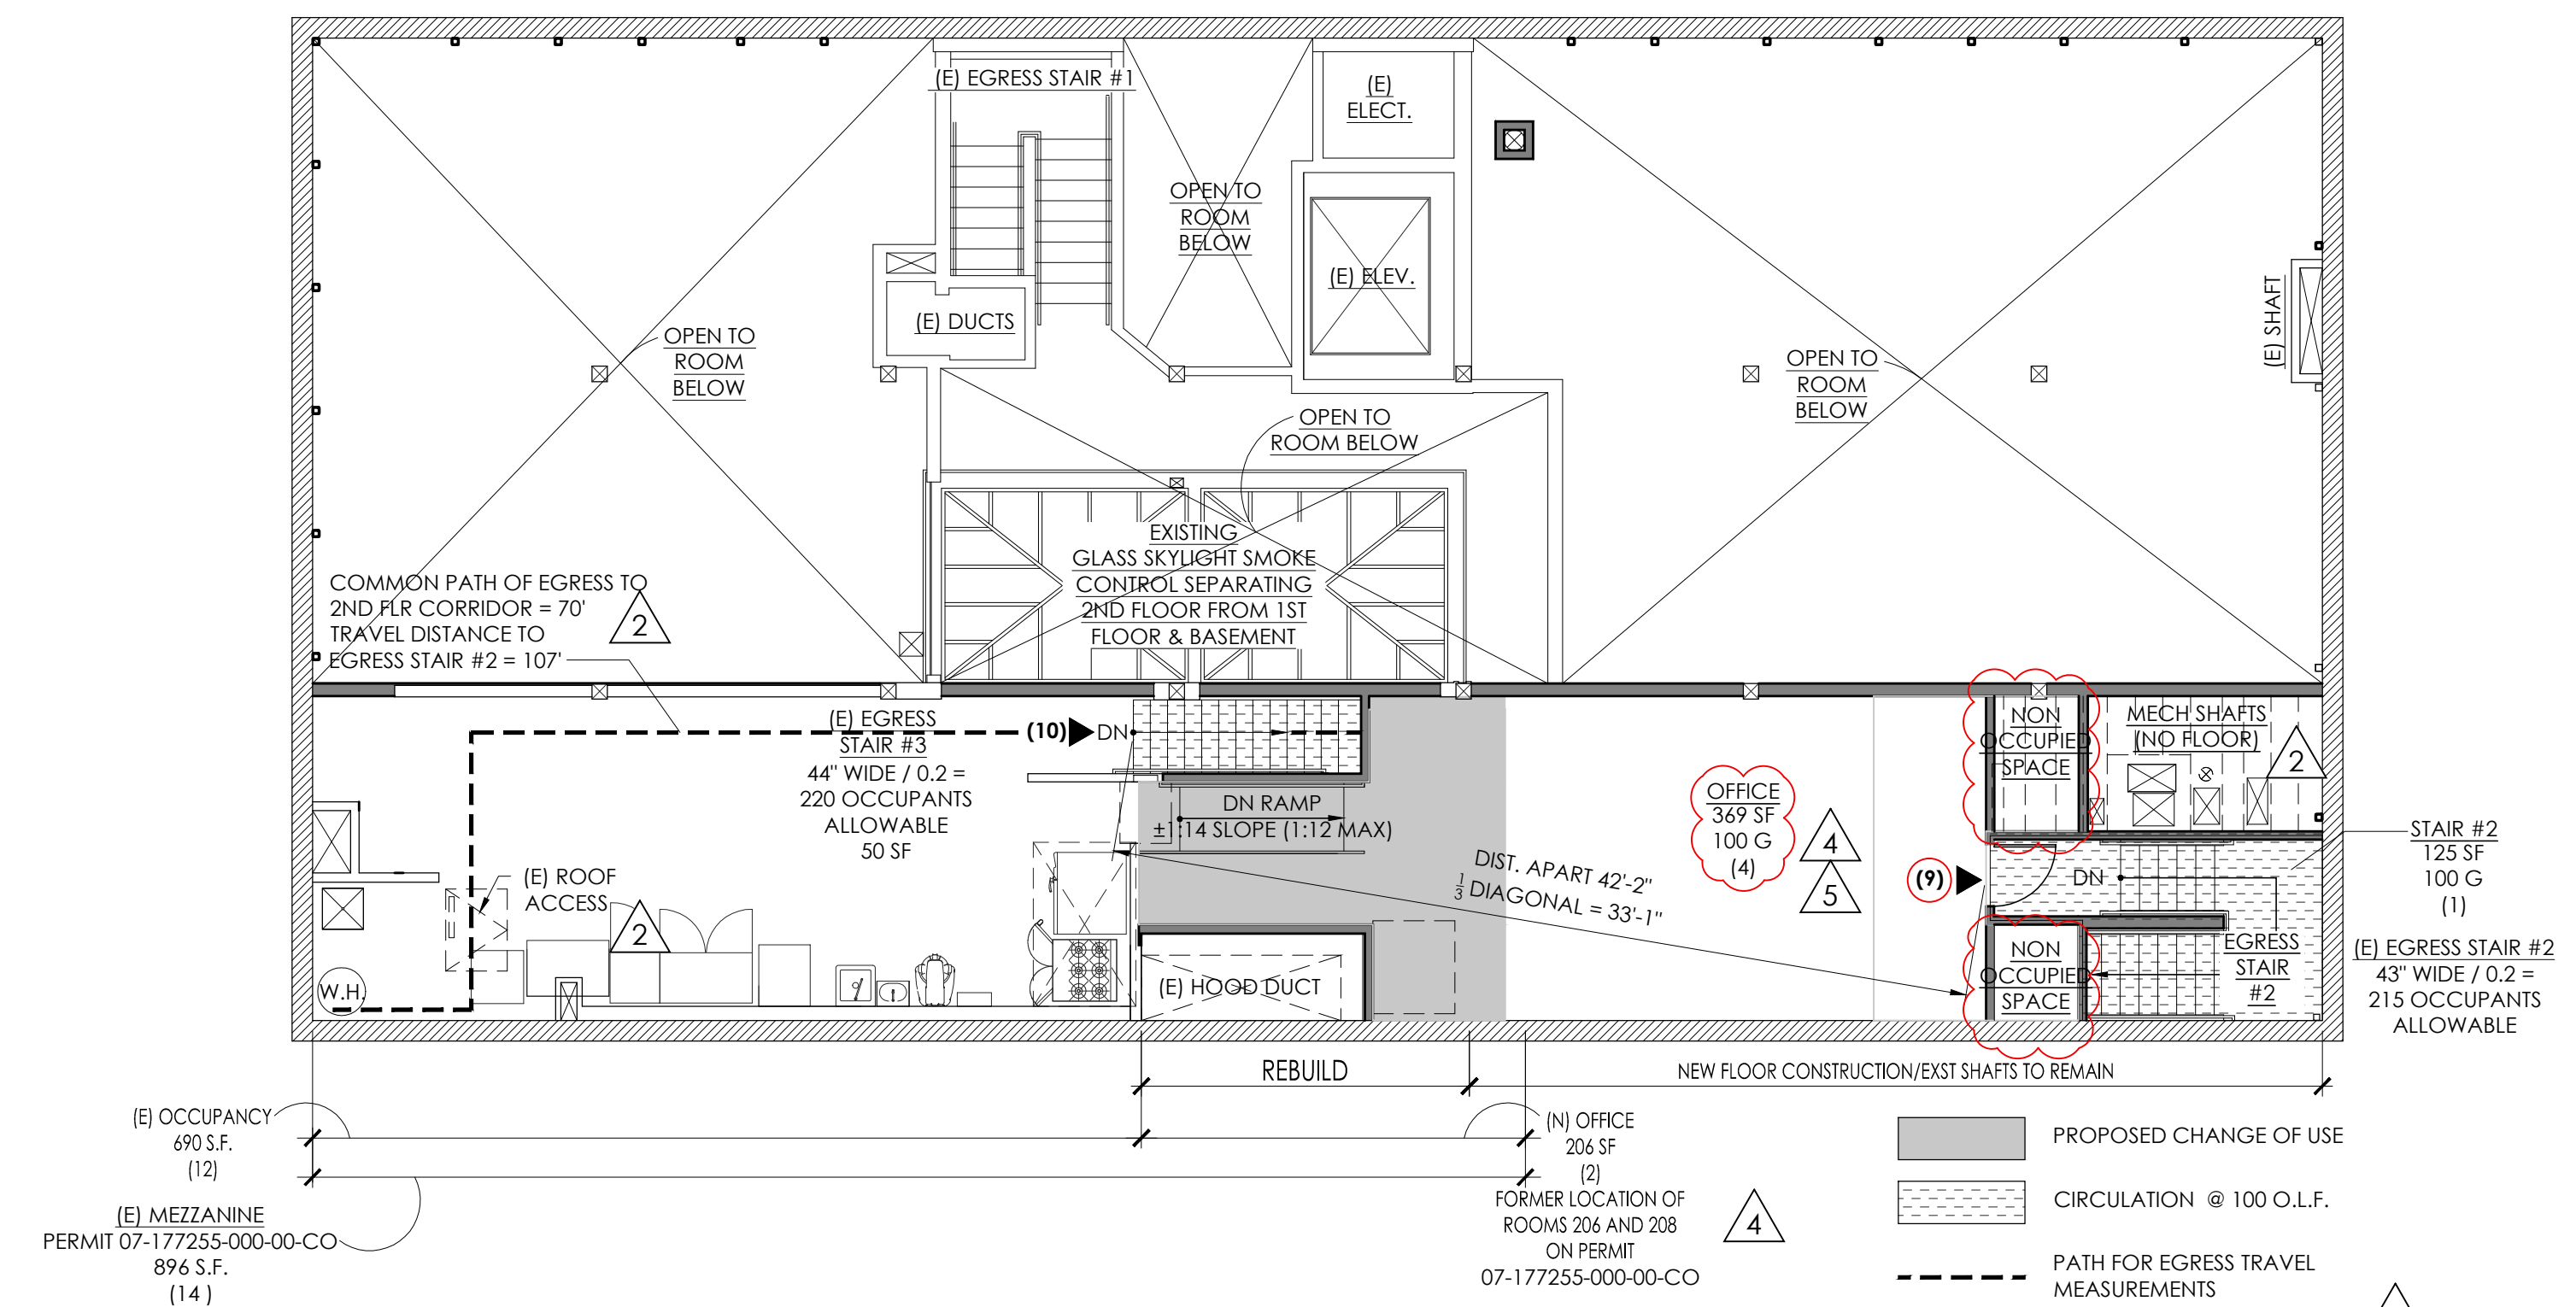 (E) EGRESS STAIR #1
(E)
ELECT.
OPEN TO
ROOM
BELOW
(E) ELEV.
(E) DUCTS
OPEN TO
ROOM
BELOW
OPEN TO
ROOM
BELOW
(E) SHAFT
OPEN TO
ROOM BELOW
EXISTING
GLASS SKYLIGHT SMOKE
CONTROL SEPARATING
2ND FLOOR FROM 1ST
FLOOR & BASEMENT
COMMON PATH OF EGRESS TO
2ND FLR CORRIDOR = 70'
TRAVEL DISTANCE TO
EGRESS STAIR #2 = 107'
2
(E) EGRESS
STAIR #3
44" WIDE / 0.2 =
220 OCCUPANTS
ALLOWABLE
50 SF
(10)
DN
DN RAMP
±1:14 SLOPE (1:12 MAX)
OFFICE
369 SF
100 G
(4)
4
5
NON
OCCUPIED
SPACE
MECH SHAFTS
(NO FLOOR)
2
DIST. APART 42'-2"
1/3 DIAGONAL = 33'-1"
(9)
DN
STAIR #2
125 SF
100 G
(1)
(E) ROOF
ACCESS
2
W.H.
(E) HOOD DUCT
NON
OCCUPIED
SPACE
EGRESS
STAIR
#2
(E) EGRESS STAIR #2
43" WIDE / 0.2 =
215 OCCUPANTS
ALLOWABLE
REBUILD
NEW FLOOR CONSTRUCTION/EXST SHAFTS TO REMAIN
(E) OCCUPANCY
690 S.F.
(12)
(N) OFFICE
206 SF
(2)
FORMER LOCATION OF
ROOMS 206 AND 208
ON PERMIT
07-177255-000-00-CO
4
(E) MEZZANINE
PERMIT 07-177255-000-00-CO
896 S.F.
(14 )
PROPOSED CHANGE OF USE
CIRCULATION @ 100 O.L.F.
PATH FOR EGRESS TRAVEL
MEASUREMENTS